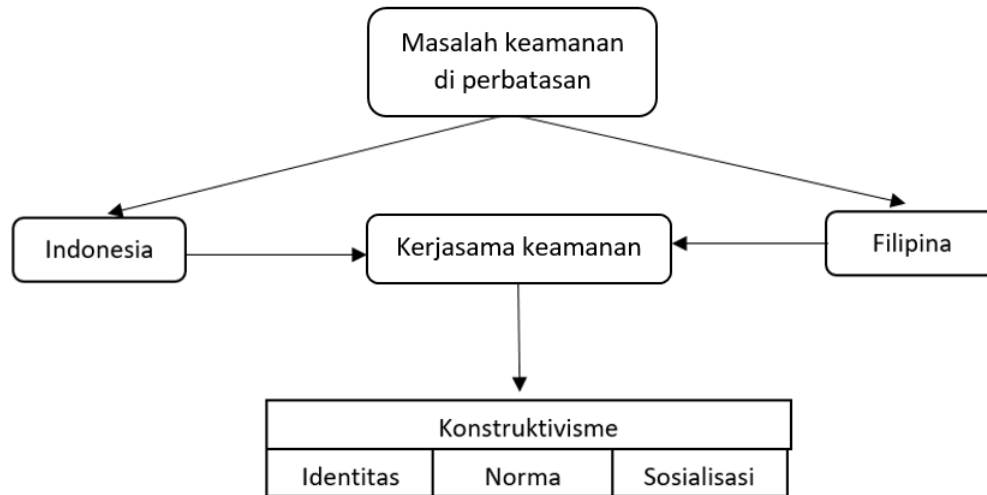 Masalah keamanan
di perbatasan
Indonesia
Kerjasama keamanan
Filipina
Konstruktivisme
Identitas
Norma
Sosialisasi